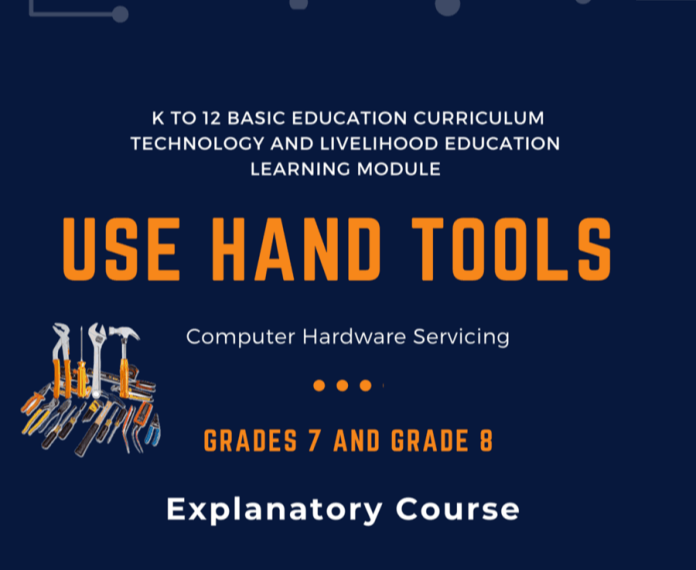 K TO 12 BASIC EDUCATION CURRICULUM
TECHNOLOGY AND LIVELIHOOD EDUCATION
LEARNING MODULE
USE HAND TOOLS
Computer Hardware Servicing
GRADES 7 AND GRADE 8
Explanatory Course